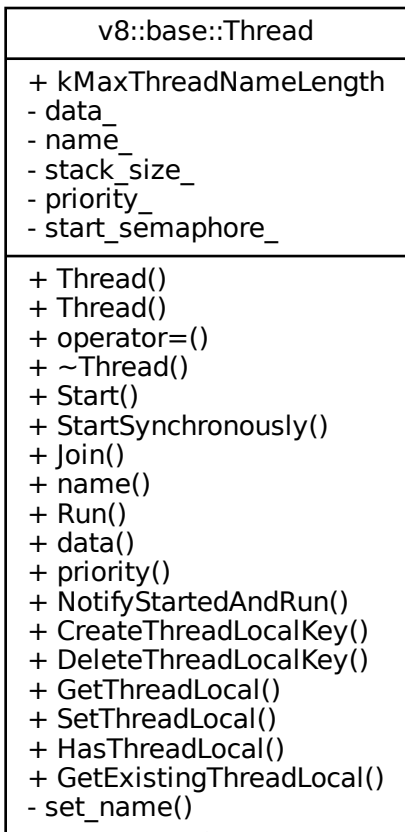 v8::base::Thread
+ kMaxThreadNameLength
- data_
- name_
- stack_size_
- priority_
- start_semaphore_
+ Thread()
+ Thread()
+ operator=()
+ ~Thread()
+ Start()
+ StartSynchronously()
+ Join()
+ name()
+ Run()
+ data()
+ priority()
+ NotifyStartedAndRun()
+ CreateThreadLocalKey()
+ DeleteThreadLocalKey()
+ GetThreadLocal()
+ SetThreadLocal()
+ HasThreadLocal()
+ GetExistingThreadLocal()
- set_name()